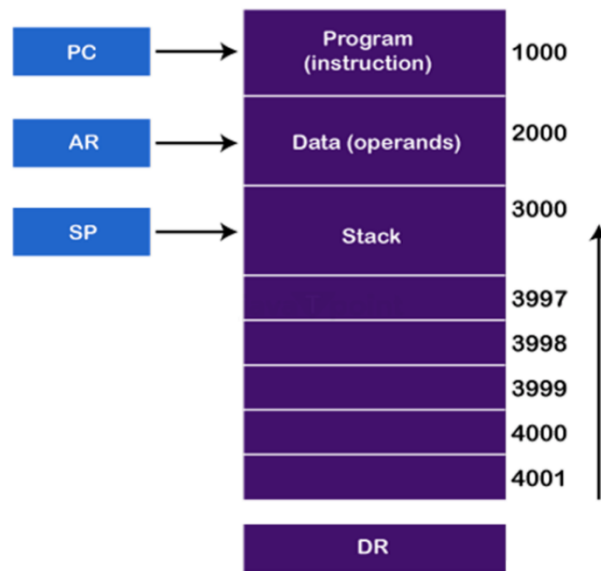 PC
Program
(instruction)
1000
AR
Data (operands)
2000
SP
Stack
3000
3997
3998
3999
4000
4001
DR